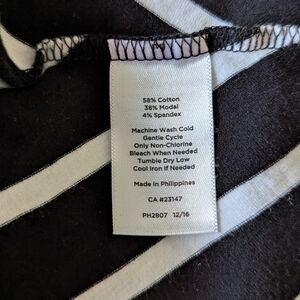 58% Cotton
38% Modal
4% Spandex
Machine Wash Cold
Gentle Cycle
Only Non-Chlorine
Bleach When Needed
Tumble Dry Low
Cool Iron if Needed
Made in Philippines
CA #23147
PH2807 12/16